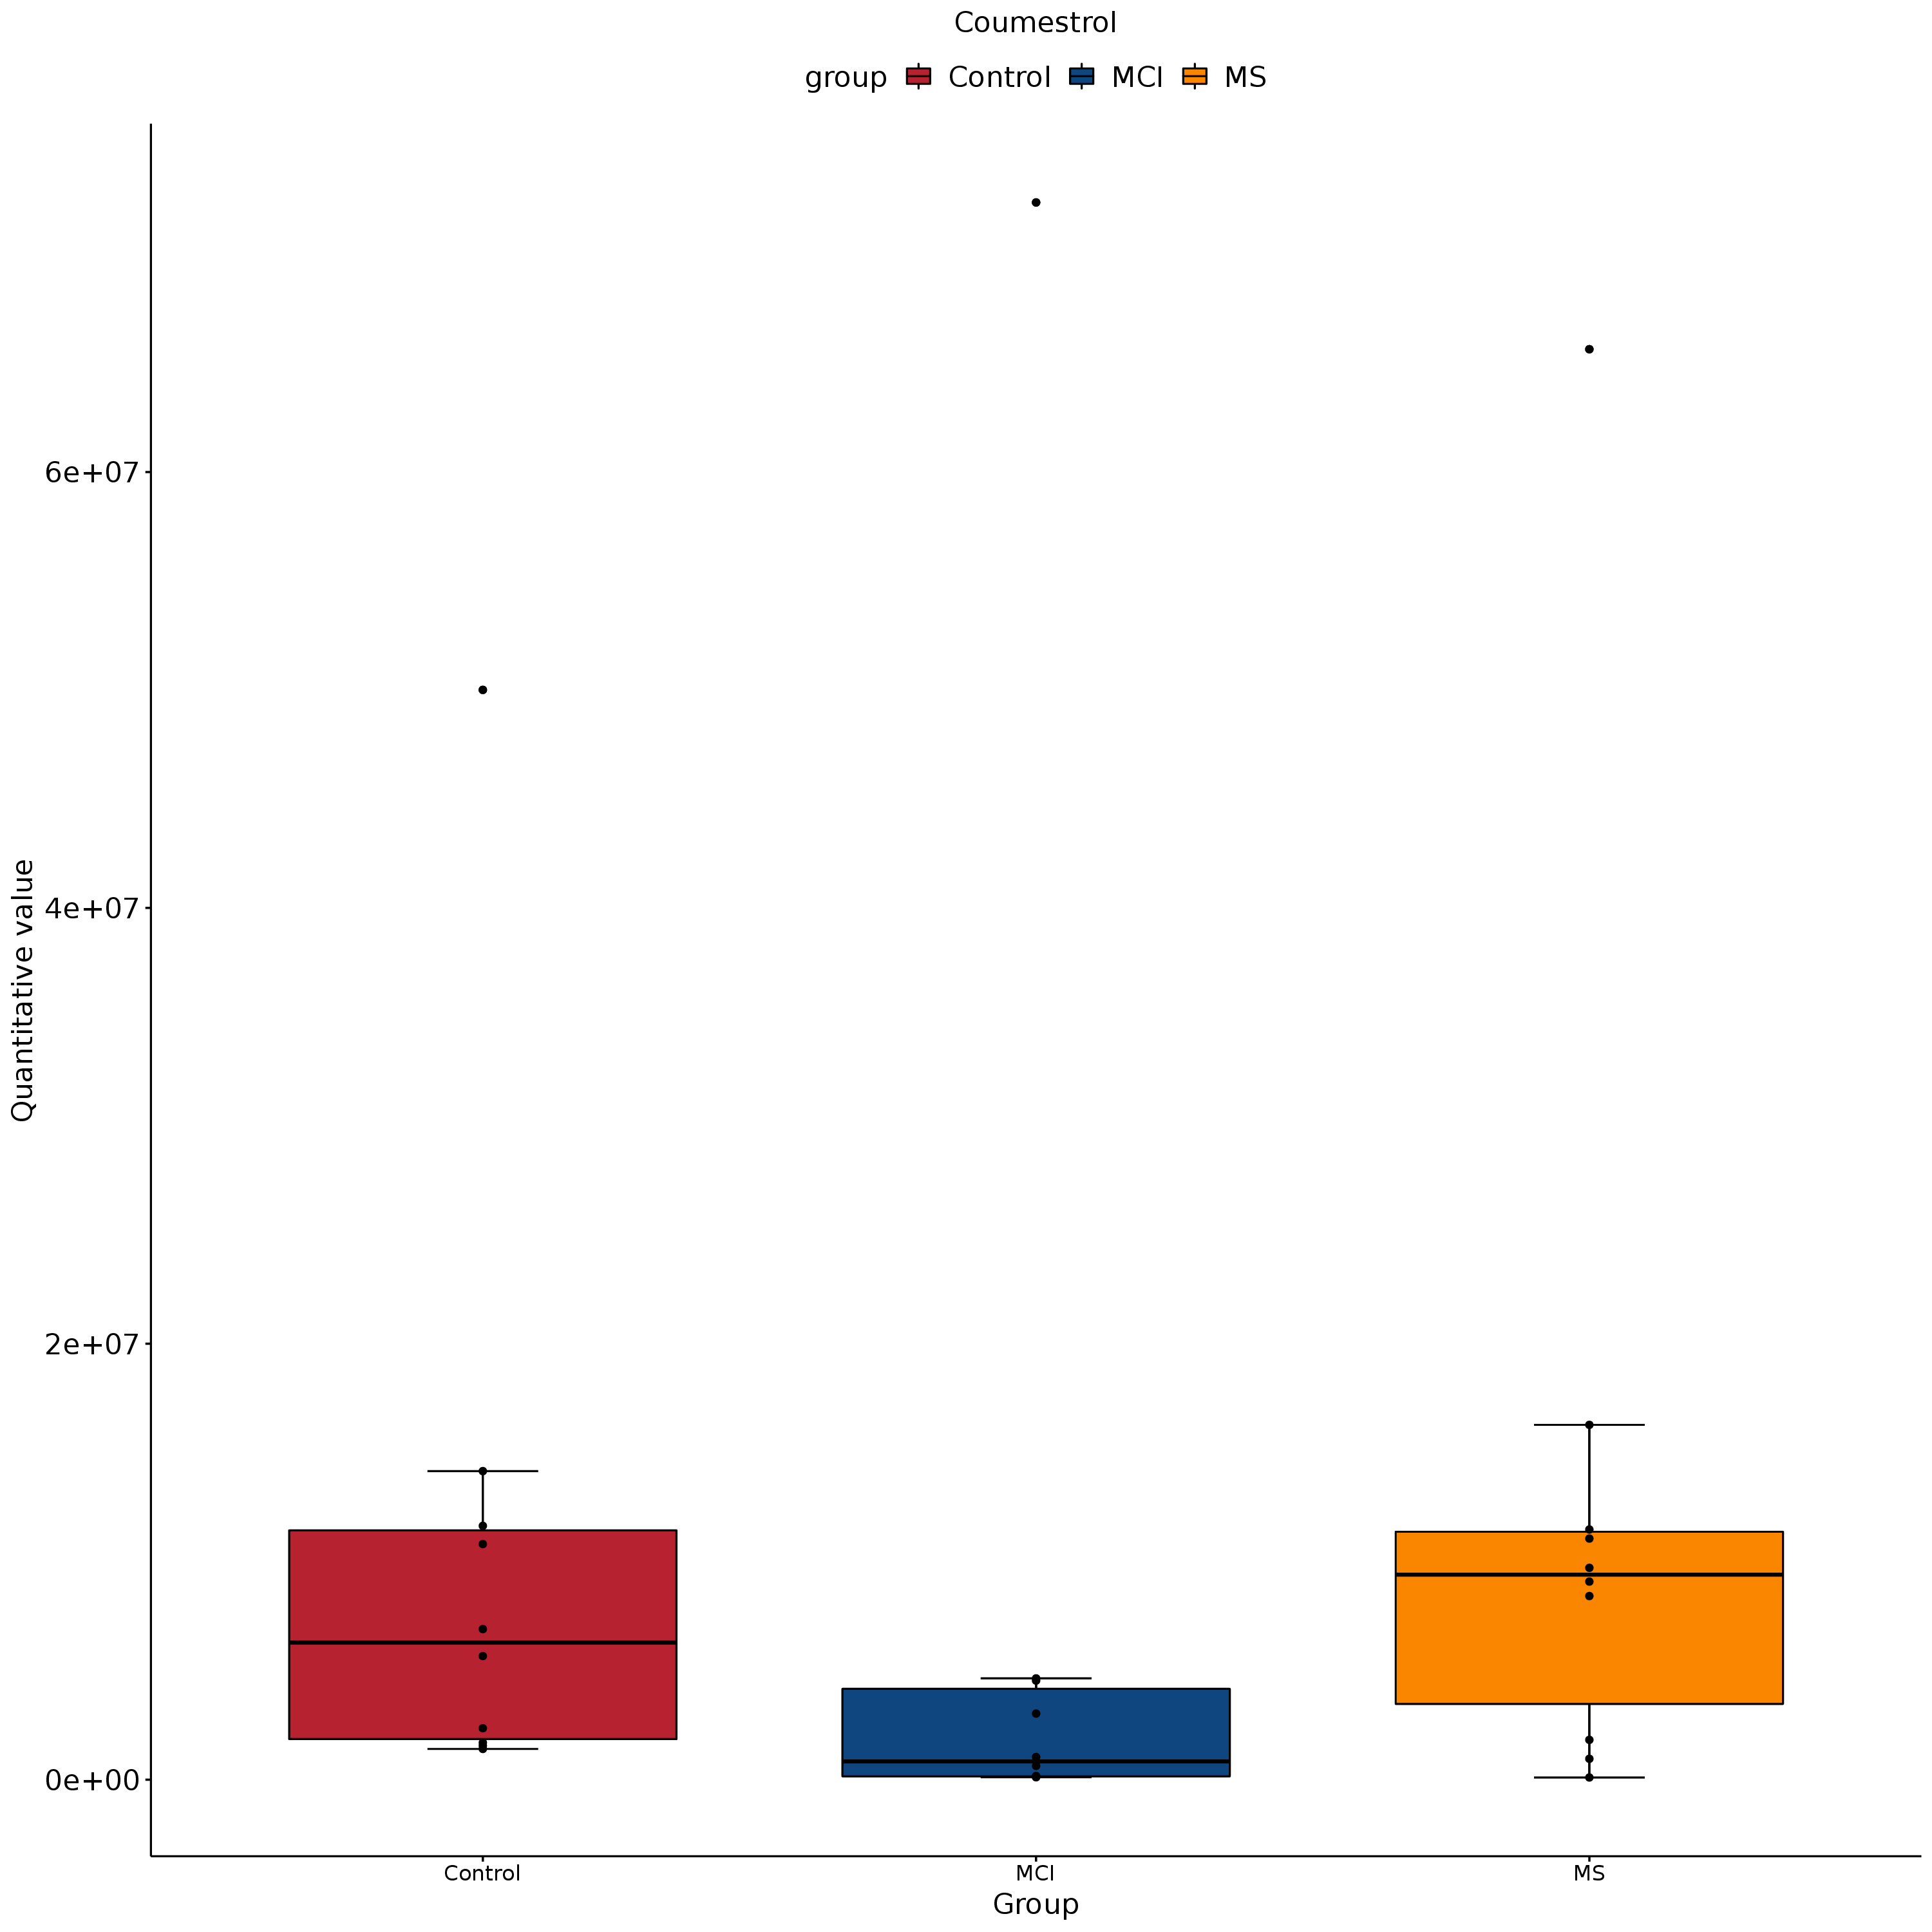 Coumestrol
group Control MCI MS
Quantitative value
6e+07
4e+07
2e+07
0e+00
Control MCI MS
Group